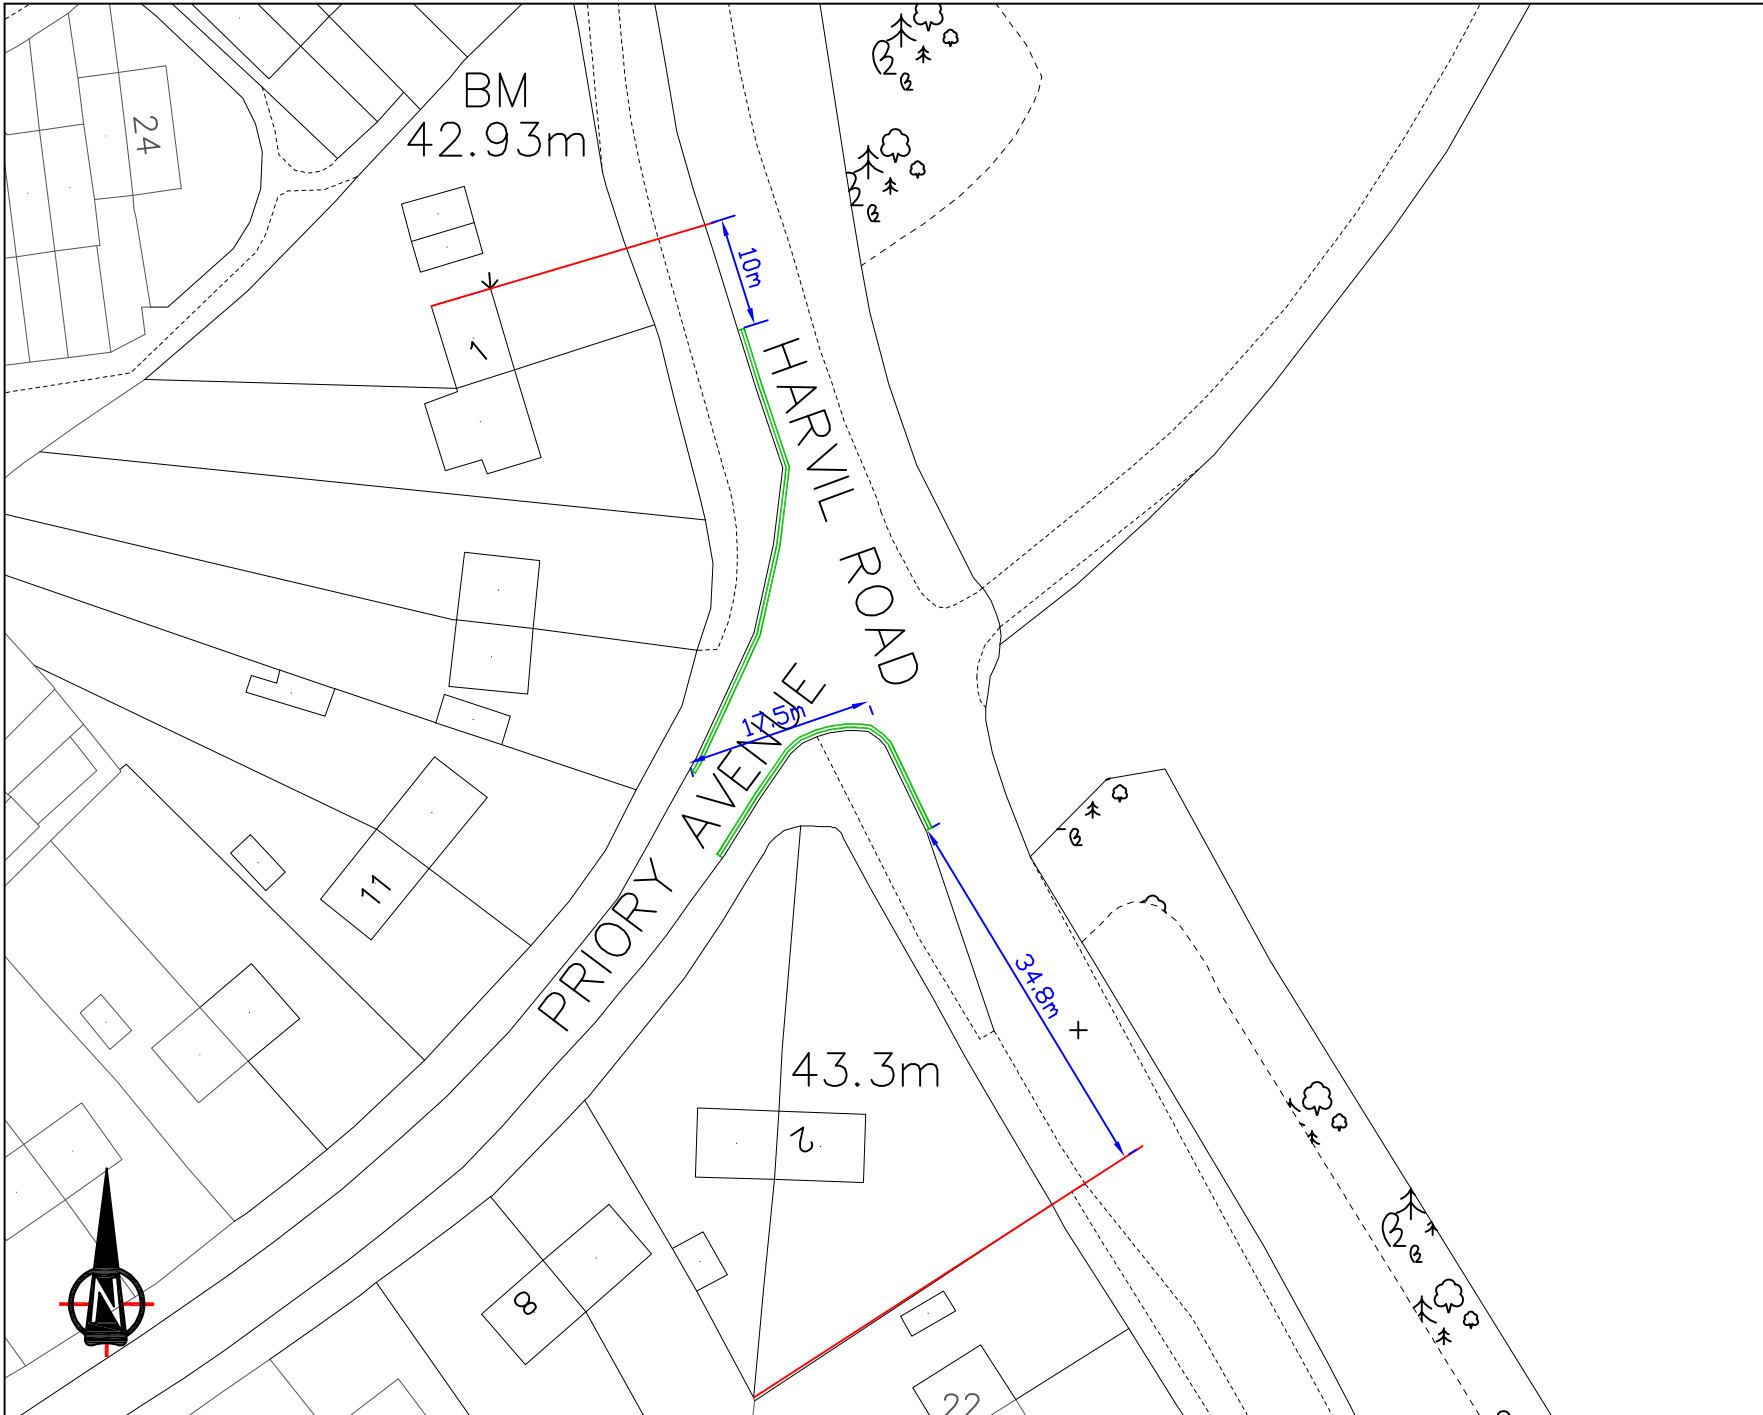 BM
42.93m
24
10m
1
HARVIL ROAD
17.5m
PRIORY AVENUE
11
34.8m
43.3m
2
8
N
22